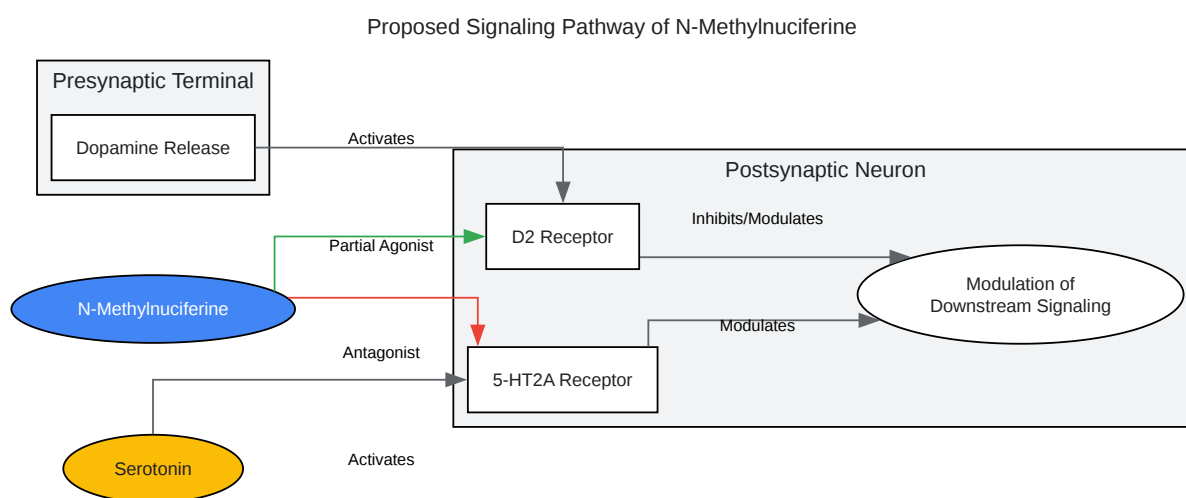 Proposed Signaling Pathway of N-Methylnuciferine
Presynaptic Terminal
Dopamine Release
Activates
Postsynaptic Neuron
D2 Receptor
Inhibits/Modulates
Partial Agonist
N-Methylnuciferine
Modulation of
Downstream Signaling
Modulates
Antagonist
5-HT2A Receptor
Serotonin
Activates